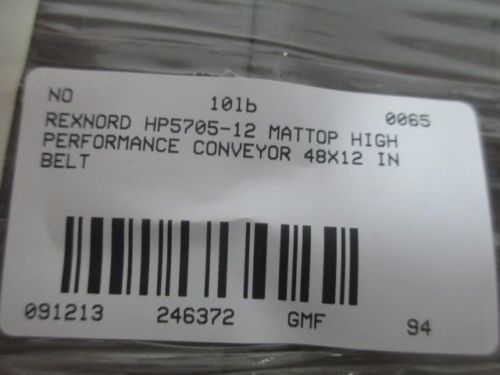 NO 10lb 0065
REXNORD HP5705-12 MATTOP HIGH
PERFORMANCE CONVEYOR 48X12 IN
BELT
091213 246372 GMF 94